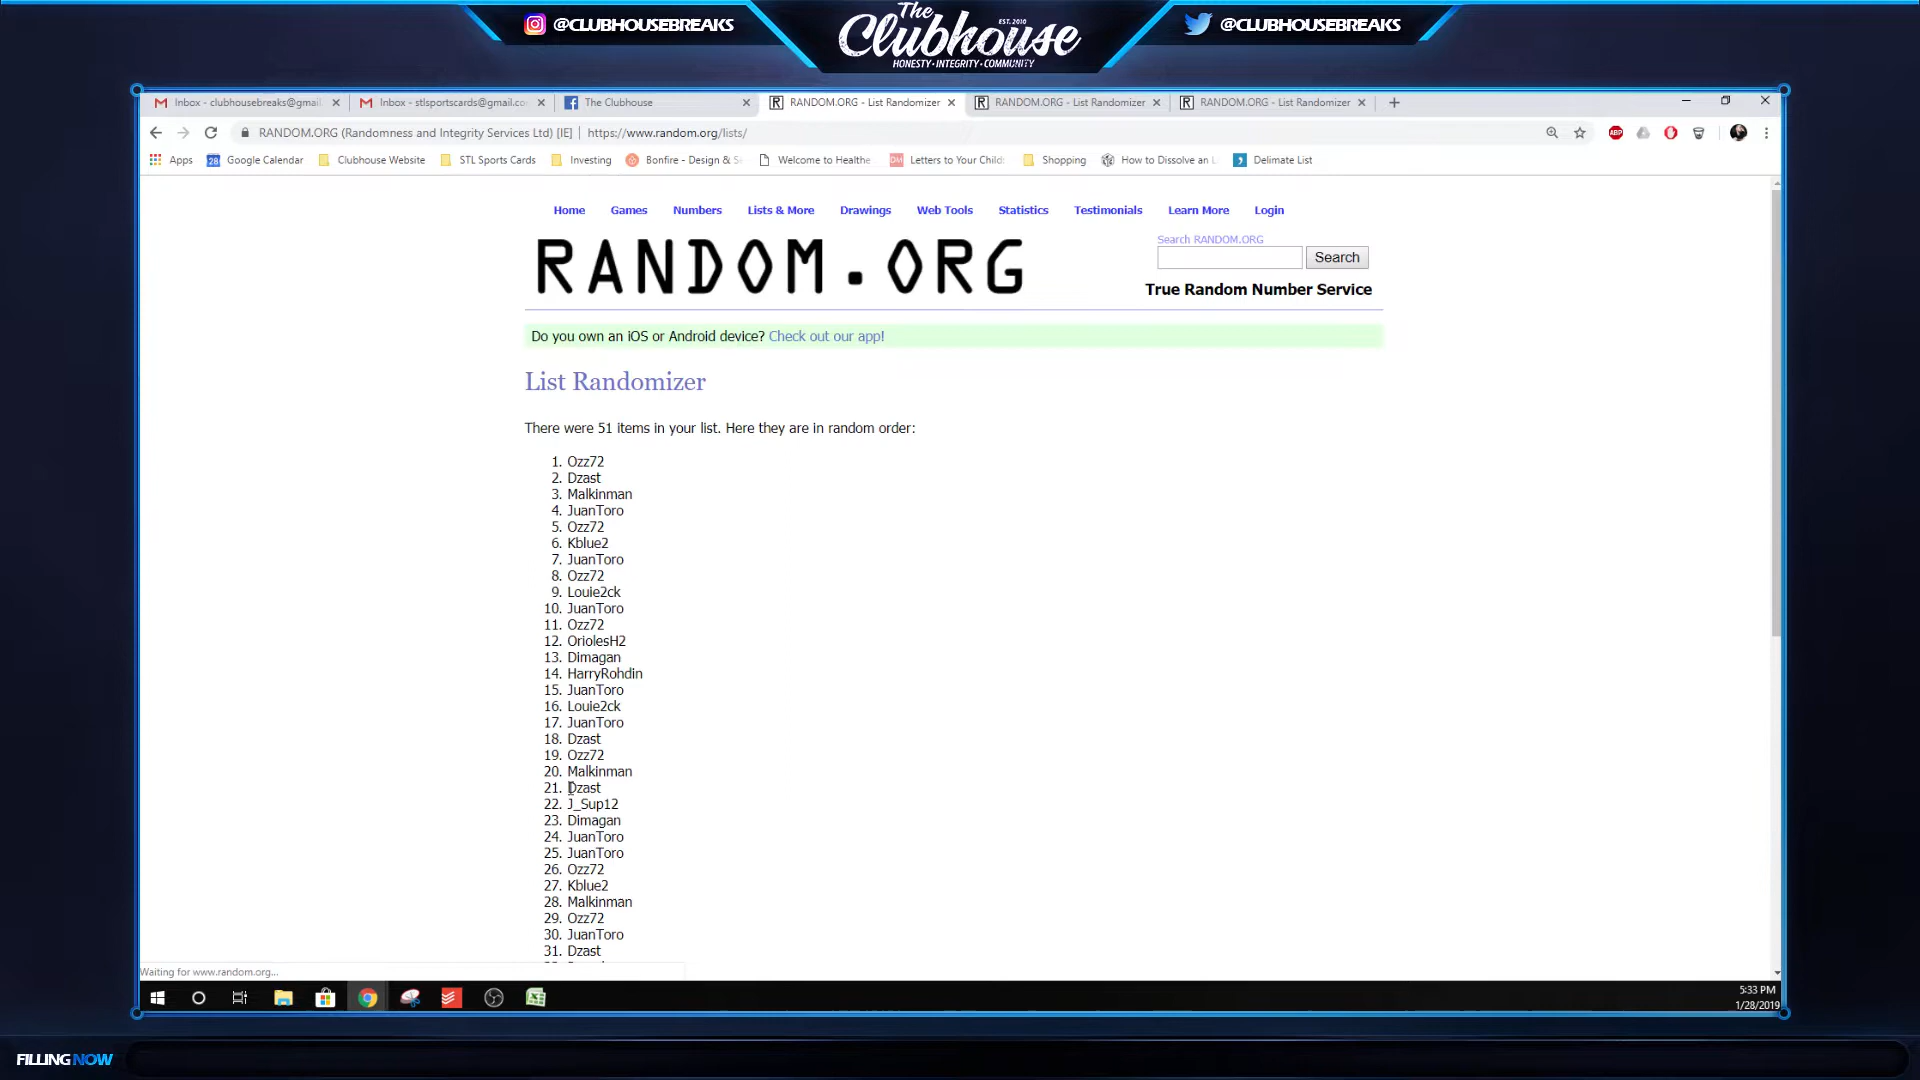 @CLUBHOUSEBREAKS
The
Clubhouse
EST. 2010
HONESTY • INTEGRITY • COMMUNITY
@CLUBHOUSEBREAKS
Inbox - clubhousebreaks@gmail.
Inbox - stlsportscards@gmail.co
The Clubhouse
RANDOM.ORG - List Randomizer
RANDOM.ORG - List Randomizer
RANDOM.ORG - List Randomizer
RANDOM.ORG (Randomness and Integrity Services Ltd) [IE] | https://www.random.org/lists/
Apps Google Calendar Clubhouse Website STL Sports Cards Investing Bonfire - Design & S Welcome to Healthe Letters to Your Child Shopping How to Dissolve an L Delimate List
Home Games Numbers Lists & More Drawings Web Tools Statistics Testimonials Learn More Login
RANDOM.ORG
Search RANDOM.ORG
Search
True Random Number Service
Do you own an iOS or Android device? Check out our app!
List Randomizer
There were 51 items in your list. Here they are in random order:
1. Ozz72
2. Dzast
3. Malkinman
4. JuanToro
5. Ozz72
6. Kblue2
7. JuanToro
8. Ozz72
9. Louie2ck
10. JuanToro
11. Ozz72
12. OriolesH2
13. Dimagan
14. HarryRohdin
15. JuanToro
16. Louie2ck
17. JuanToro
18. Dzast
19. Ozz72
20. Malkinman
21. Dzast
22. J_Sup12
23. Dimagan
24. JuanToro
25. JuanToro
26. Ozz72
27. Kblue2
28. Malkinman
29. Ozz72
30. JuanToro
31. Dzast
Waiting for www.random.org...
5:33 PM
1/28/2019
FILLING NOW